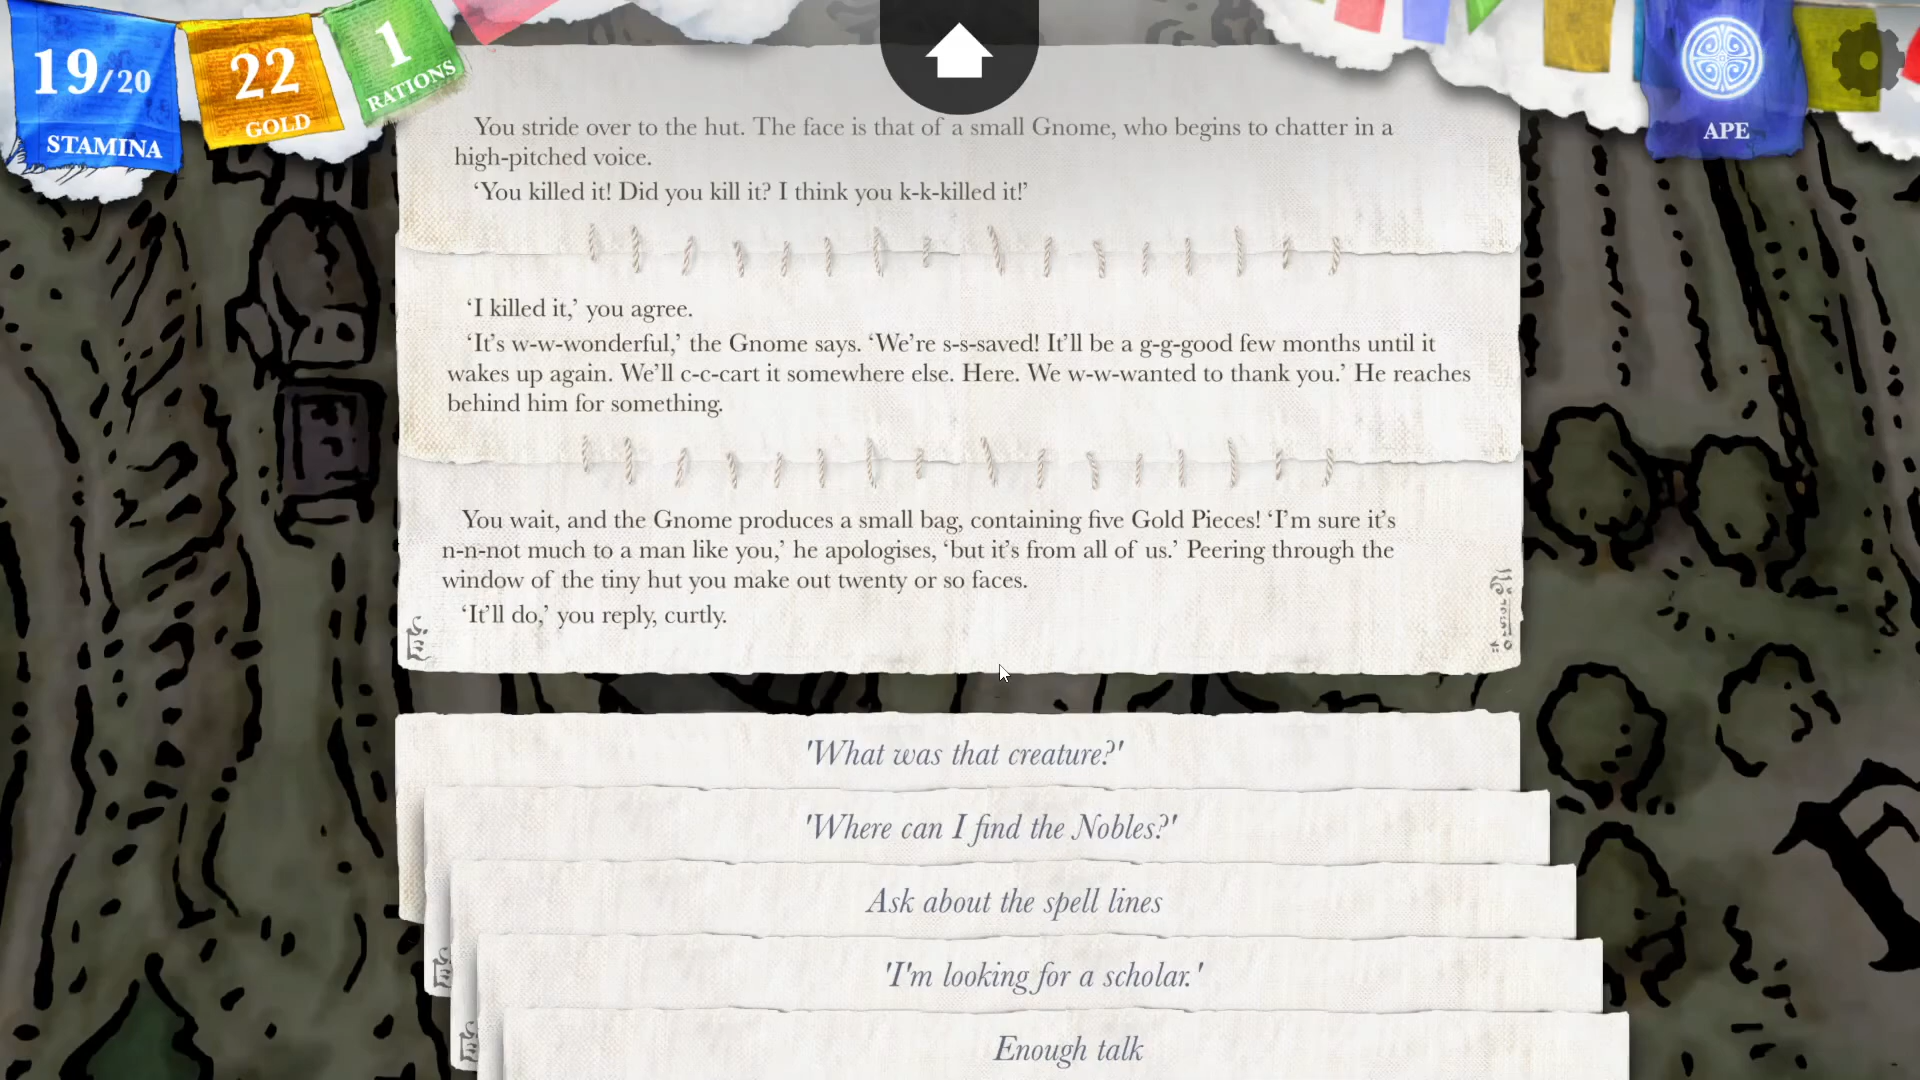 19/20
STAMINA
22
GOLD
1
RATIONS
APE
You stride over to the hut. The face is that of a small Gnome, who begins to chatter in a
high-pitched voice.
‘You killed it! Did you kill it? I think you k-k-killed it!’
‘I killed it,’ you agree.
‘It’s w-w-wonderful,’ the Gnome says. ‘We’re s-s-saved! It’ll be a g-g-good few months until it
wakes up again. We’ll c-c-cart it somewhere else. Here. We w-w-wanted to thank you.’ He reaches
behind him for something.
You wait, and the Gnome produces a small bag, containing five Gold Pieces! ‘I’m sure it’s
n-n-not much to a man like you,’ he apologises, ‘but it’s from all of us.’ Peering through the
window of the tiny hut you make out twenty or so faces.
‘It’ll do,’ you reply, curtly.
'What was that creature?'
'Where can I find the Nobles?'
Ask about the spell lines
'I'm looking for a scholar.'
Enough talk